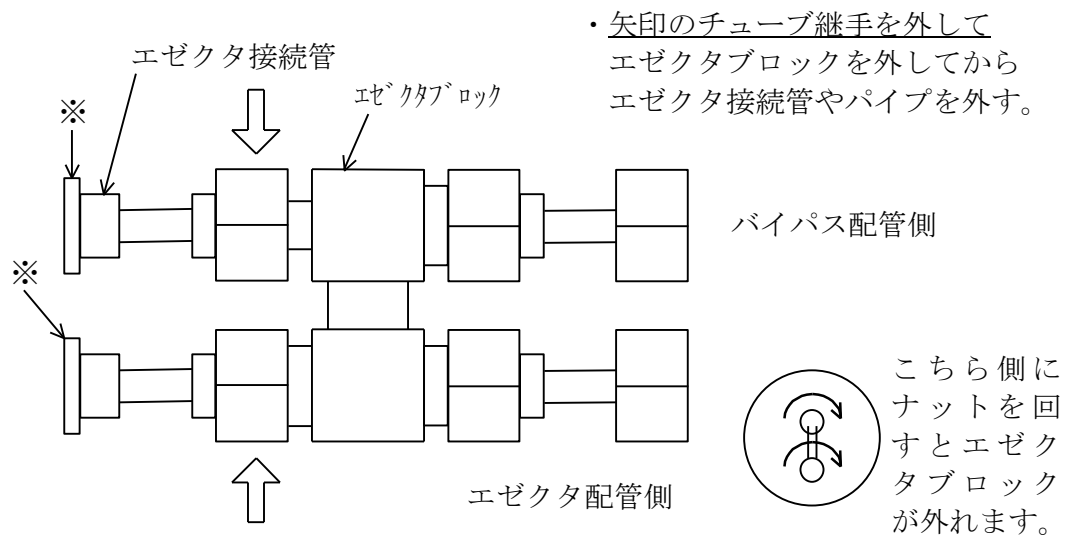 ・矢印のチューブ継手を外して
エゼクタブロックを外してから
エゼクタ接続管やパイプを外す。
エゼクタ接続管
ｴｾﾞｸﾀﾌﾞﾛｯｸ
※
バイパス配管側
※
こちら側に
ナットを回
すとエゼク
タブロック
が外れます。
エゼクタ配管側